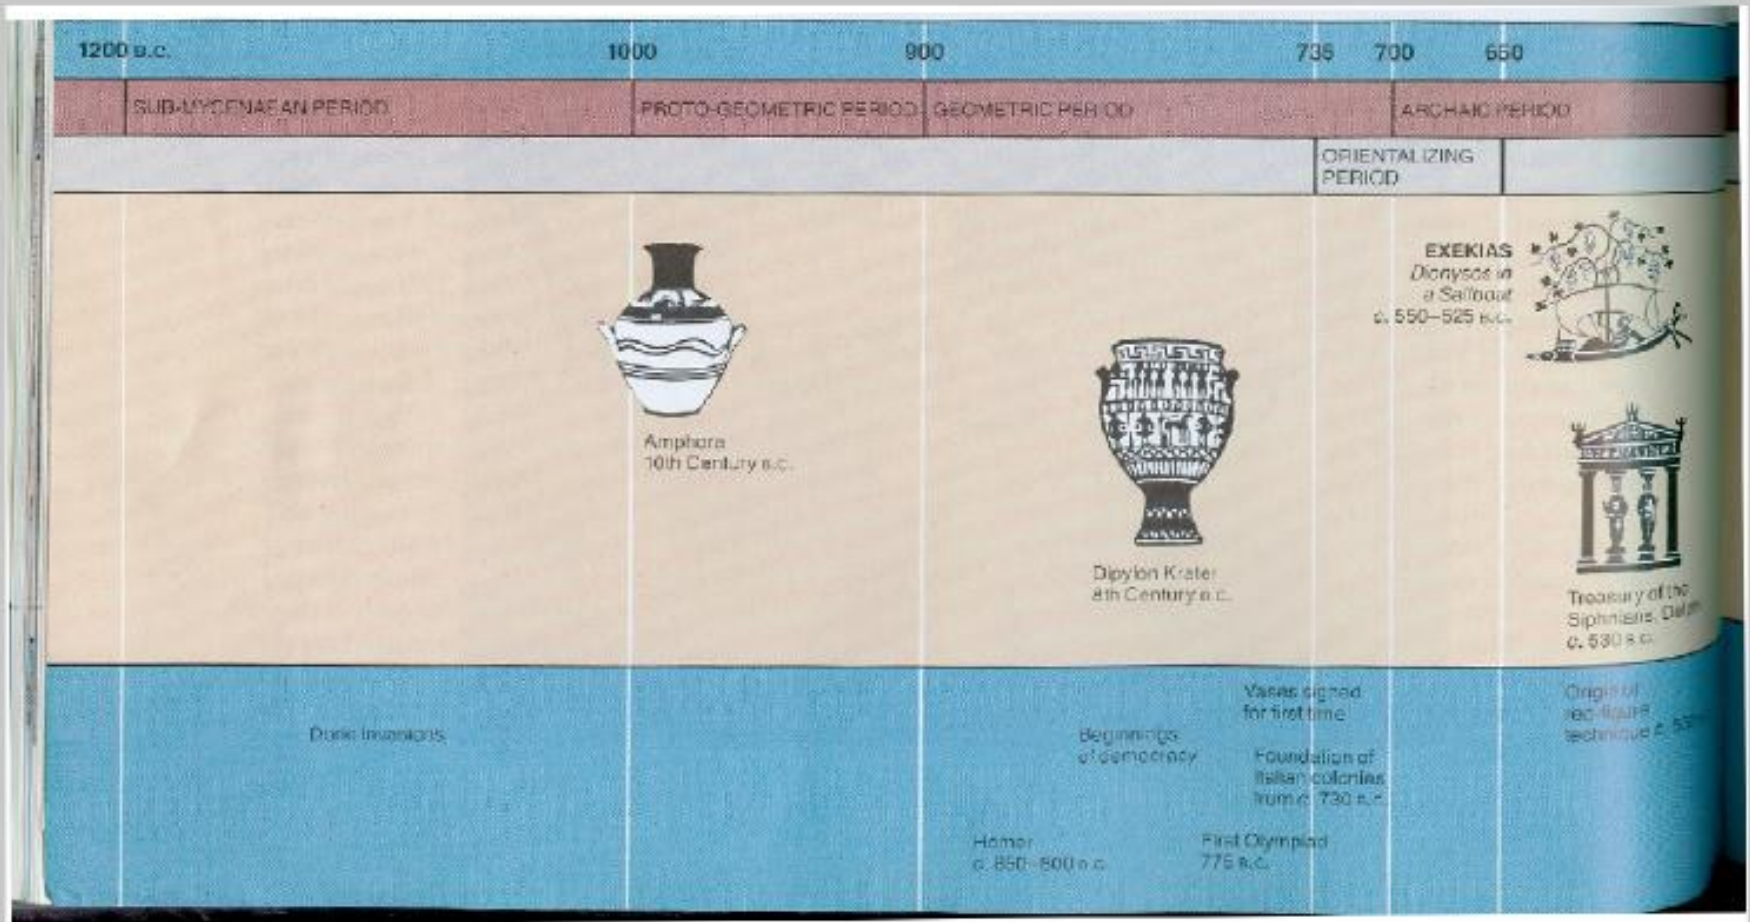 1200 B.C.
1000
900
735
700
650
SUB-MYCENAEAN PERIOD
PROTO-GEOMETRIC PERIOD
GEOMETRIC PERIOD
ARCHAIC PERIOD
ORIENTALIZING
PERIOD
EXEKIAS
Dionysos in
a Sailboat
c. 550–525 B.C.
Amphora
10th Century B.C.
Dipylon Krater
8th Century B.C.
Treasury of the
Siphnians,
c. 530 B.C.
Doric Invasions
Beginnings
of democracy
Vases signed
for first time
Foundation of
Italian colonies
from c. 730 B.C.
Homer
c. 850–800 B.C.
First Olympiad
776 B.C.
Origin of
red-figure
technique c.